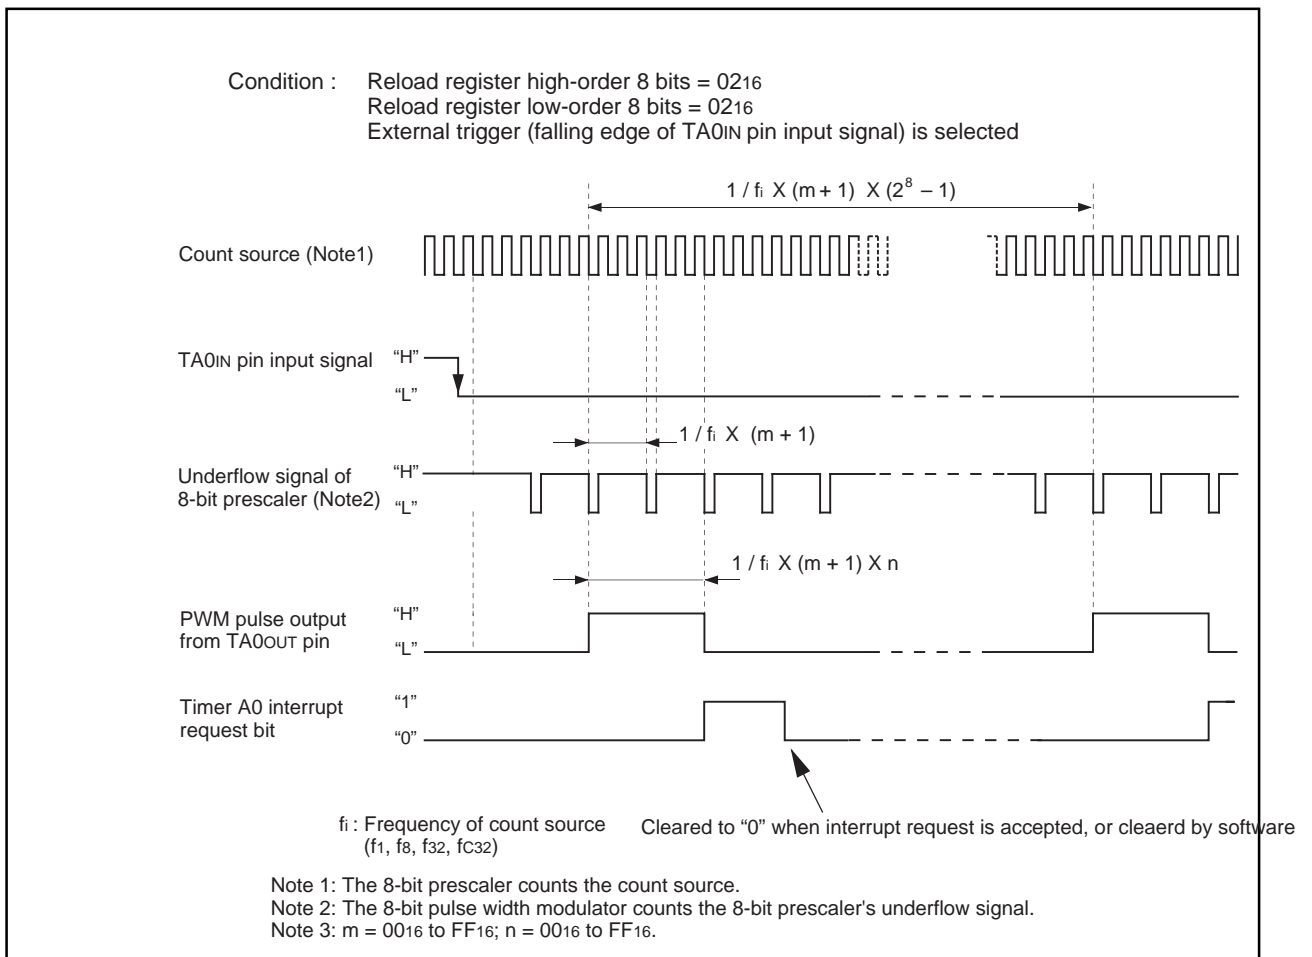 Condition : Reload register high-order 8 bits = 0216
Reload register low-order 8 bits = 0216
External trigger (falling edge of TA0IN pin input signal) is selected
1 / fi X (m + 1) X (2^8 – 1)
Count source (Note1)
TA0IN pin input signal
“H”
“L”
1 / fi X (m + 1)
Underflow signal of
8-bit prescaler (Note2)
“H”
“L”
1 / fi X (m + 1) X n
PWM pulse output
from TA0OUT pin
“H”
“L”
Timer A0 interrupt
request bit
“1”
“0”
fi : Frequency of count source
(f1, f8, f32, fC32)
Cleared to “0” when interrupt request is accepted, or cleaerd by software
Note 1: The 8-bit prescaler counts the count source.
Note 2: The 8-bit pulse width modulator counts the 8-bit prescaler's underflow signal.
Note 3: m = 0016 to FF16; n = 0016 to FF16.